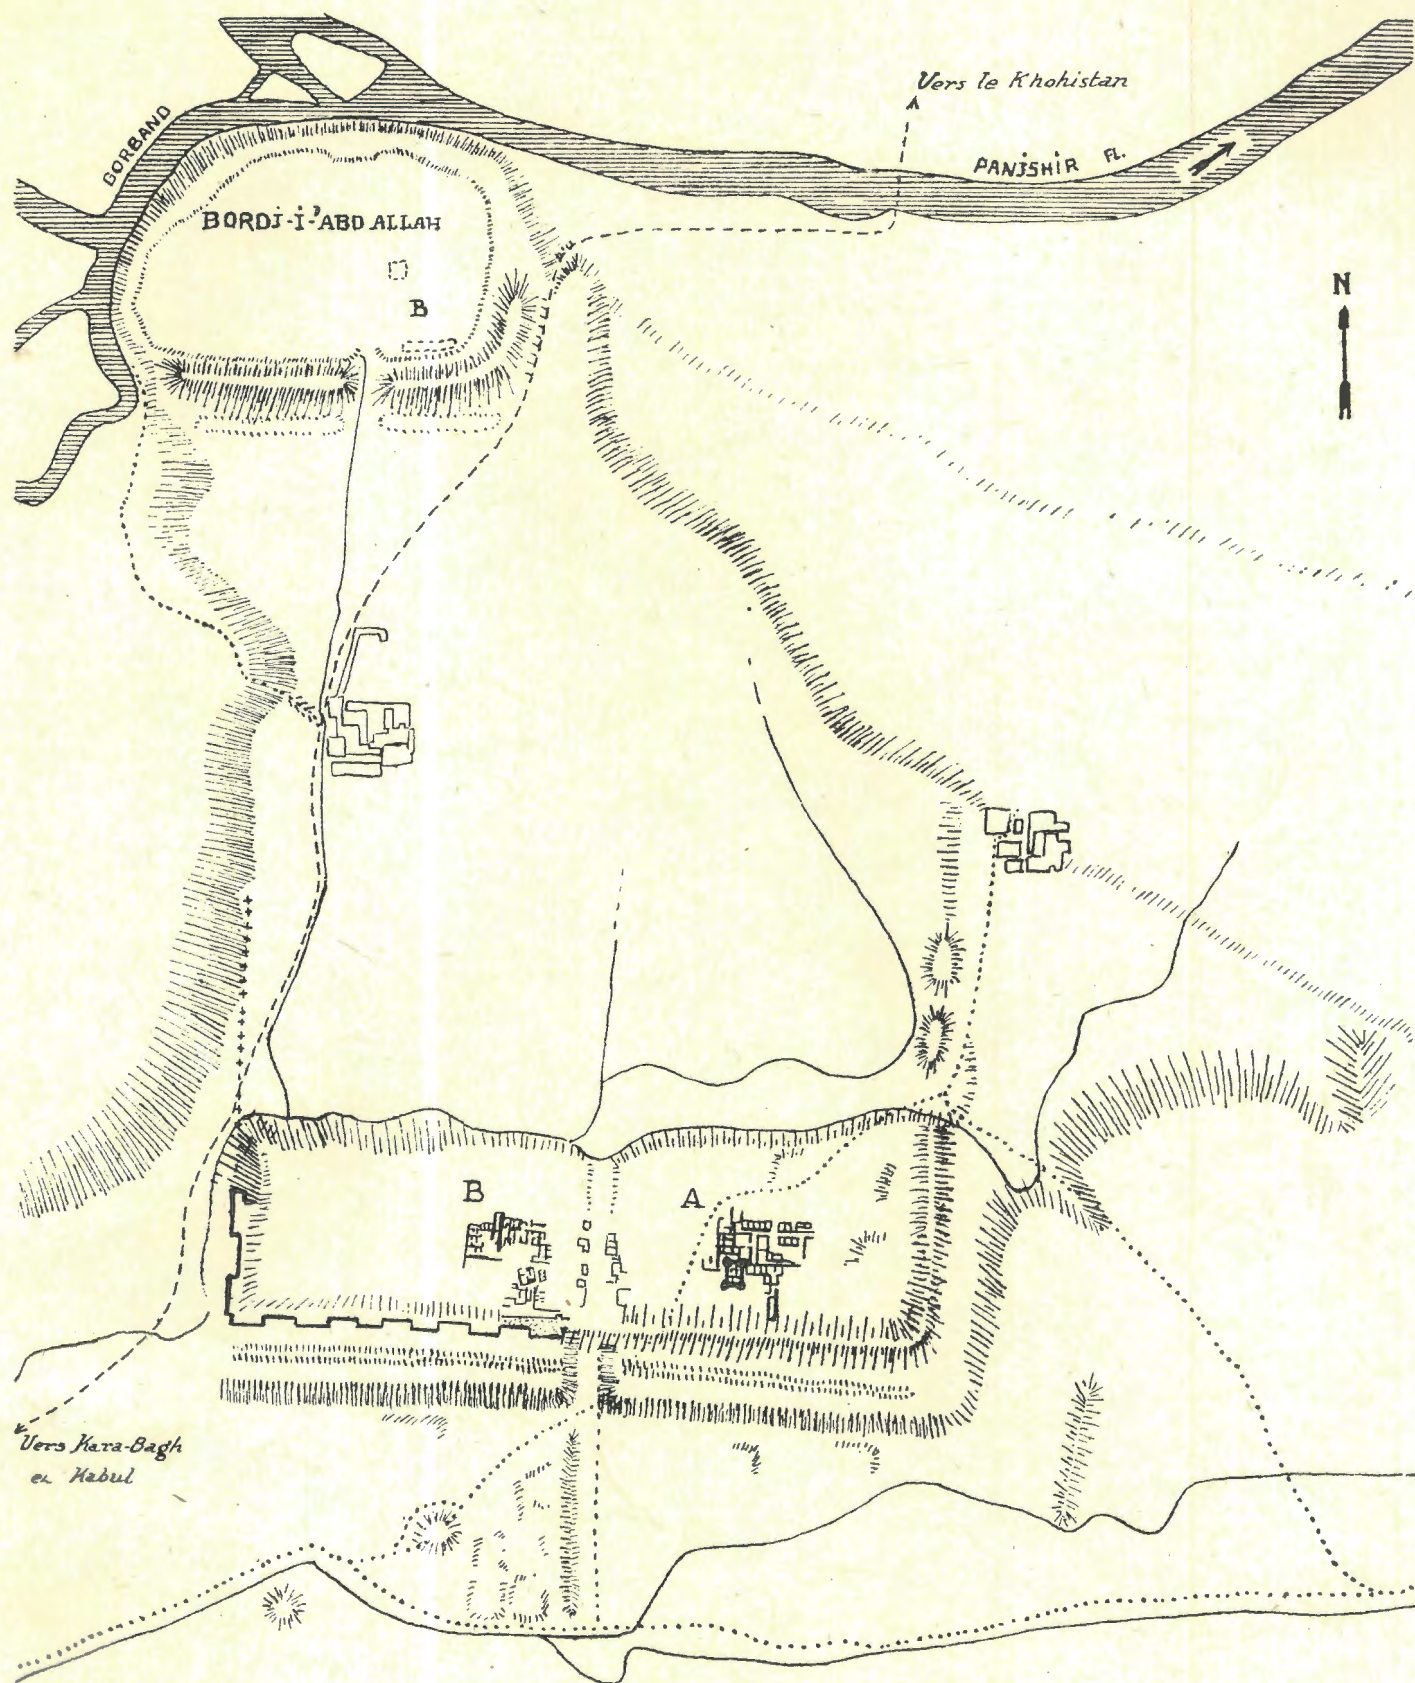 Vers le Khohistan
GORBAND
PANJSHIR FL.
BORDJ-I-'ABD ALLAH
B
N
B
A
Vers Kara-Bagh
et Kabul